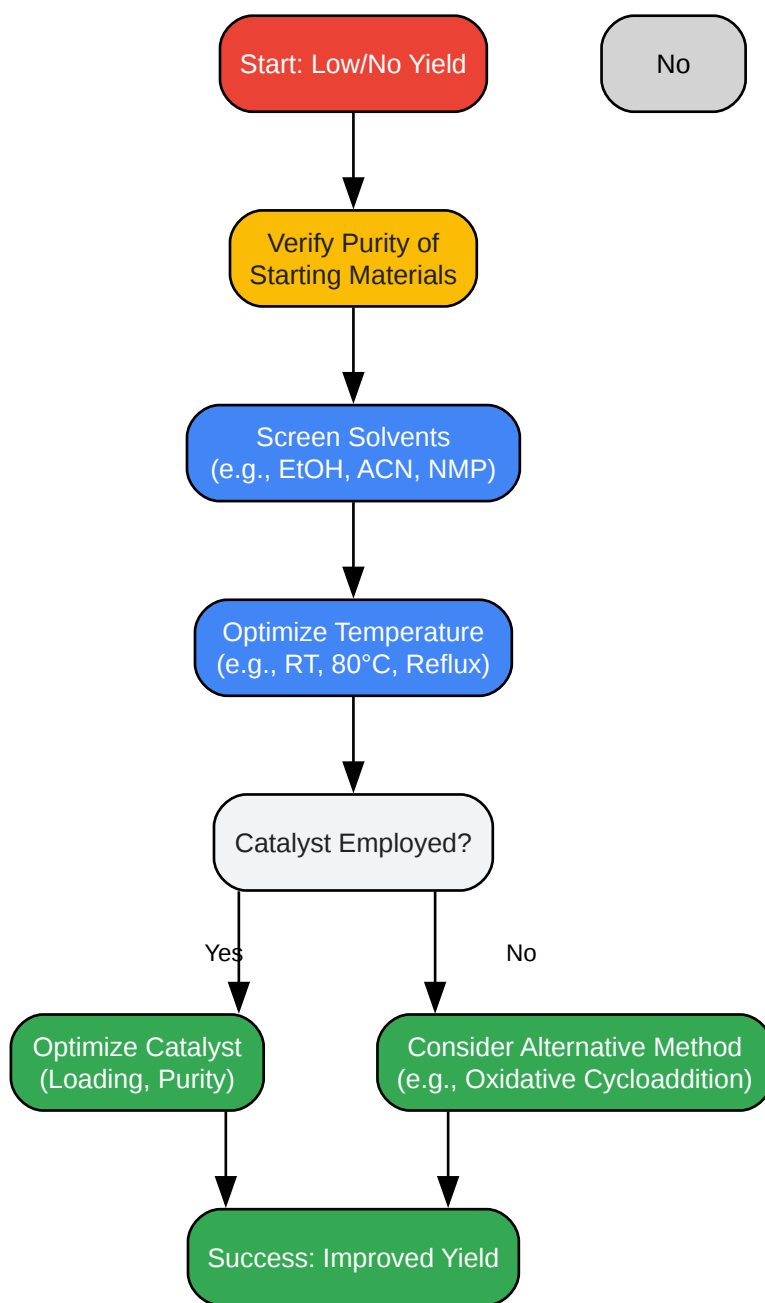 Start: Low/No Yield
No
Verify Purity of
Starting Materials
Screen Solvents
(e.g., EtOH, ACN, NMP)
Optimize Temperature
(e.g., RT, 80°C, Reflux)
Catalyst Employed?
Yes
No
Optimize Catalyst
(Loading, Purity)
Consider Alternative Method
(e.g., Oxidative Cycloaddition)
Success: Improved Yield